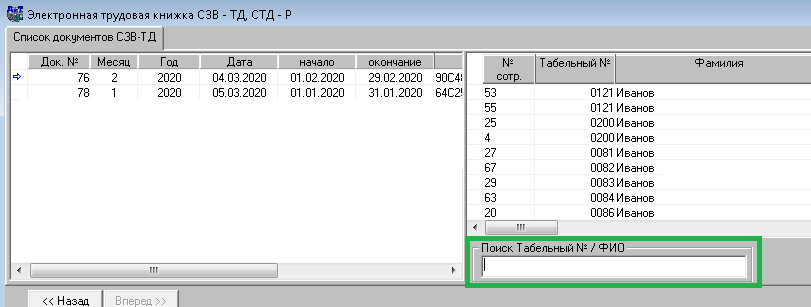 Электронная трудовая книжка СЗВ - ТД, СТД - Р
Список документов СЗВ-ТД
Док. № Месяц Год Дата начало окончание
76 2 2020 04.03.2020 01.02.2020 29.02.2020 90C48
78 1 2020 05.03.2020 01.01.2020 31.01.2020 64C25
№ сотр. Табельный № Фамилия
53 0121 Иванов
55 0121 Иванов
25 0200 Иванов
4 0200 Иванов
27 0081 Иванов
67 0082 Иванов
29 0083 Иванов
63 0084 Иванов
20 0086 Иванов
Поиск Табельный № / ФИО
<< Назад Вперед >>